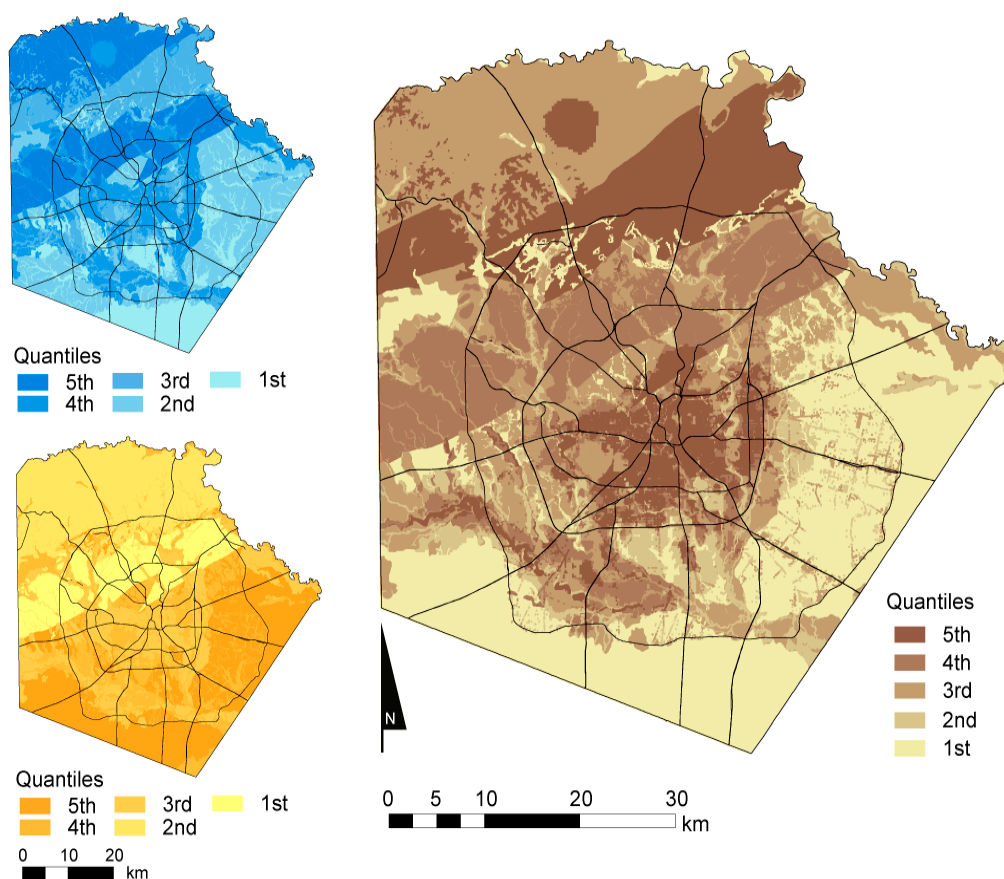 Quantiles
5th 3rd 1st
4th 2nd
Quantiles
5th 3rd 1st
4th 2nd
0 10 20
km
N
Quantiles
5th
4th
3rd
2nd
1st
0 5 10 20 30
km